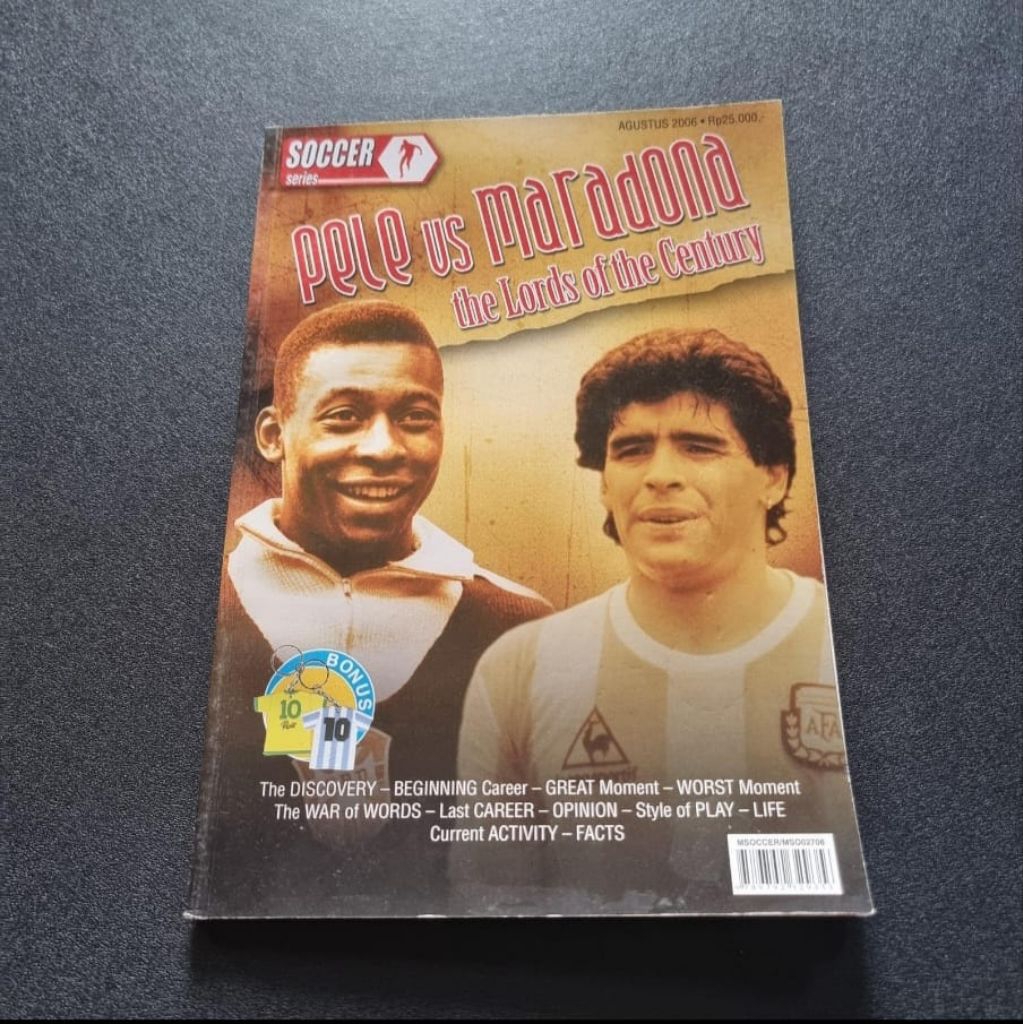 AGUSTUS 2006 • Rp25.000,-
SOCCER
series
PELE VS MARADONA
the Lords of the Century
BONUS
10
10
AFA
The DISCOVERY – BEGINNING Career – GREAT Moment – WORST Moment
The WAR of WORDS – Last CAREER – OPINION – Style of PLAY – LIFE
Current ACTIVITY – FACTS
MSOCCER/MSO02706